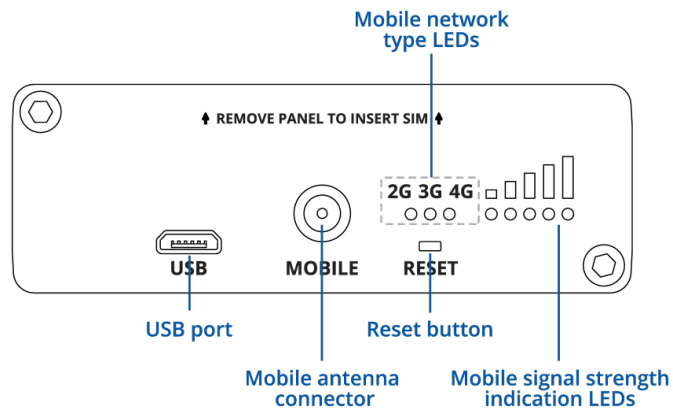 Mobile network
type LEDs
REMOVE PANEL TO INSERT SIM
2G 3G 4G
USB
MOBILE
RESET
USB port
Reset button
Mobile antenna
connector
Mobile signal strength
indication LEDs